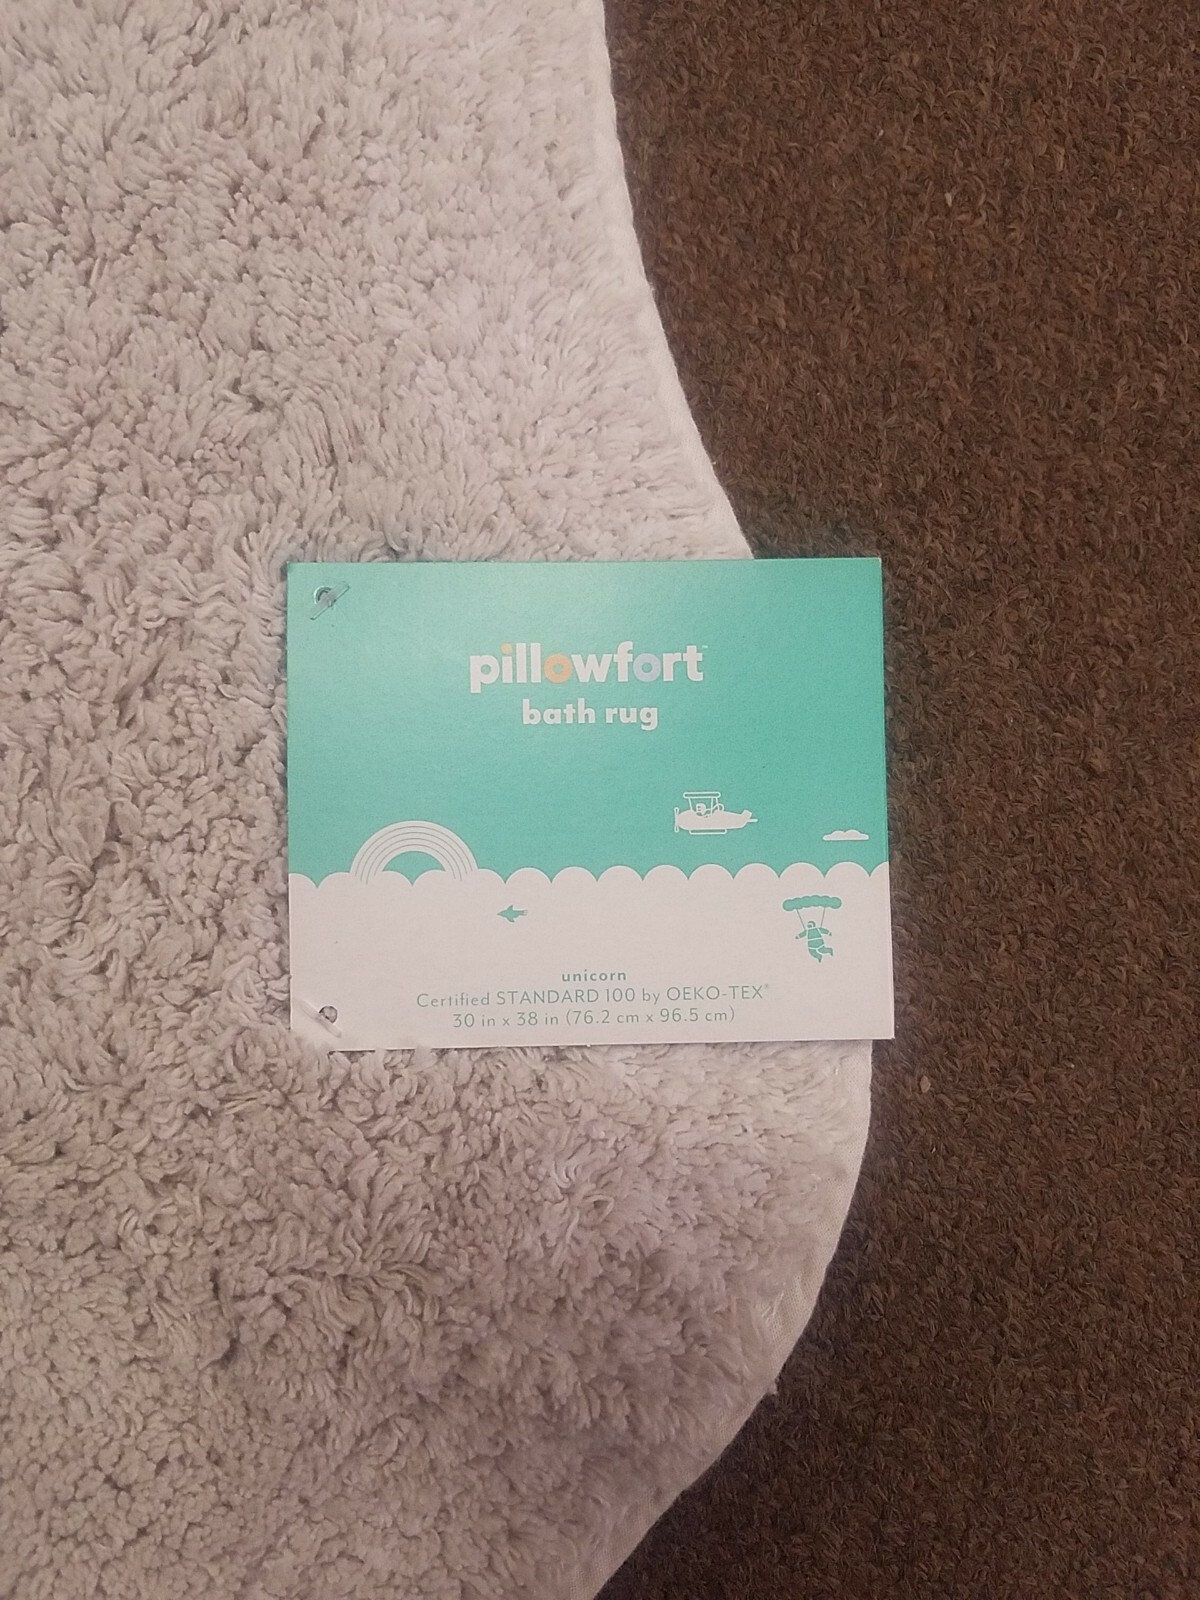 pillowfort™
bath rug
unicorn
Certified STANDARD 100 by OEKO-TEX®
30 in x 38 in (76.2 cm x 96.5 cm)